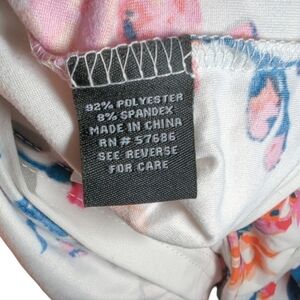 92% POLYESTER
8% SPANDEX
MADE IN CHINA
RN # 57686
SEE REVERSE
FOR CARE